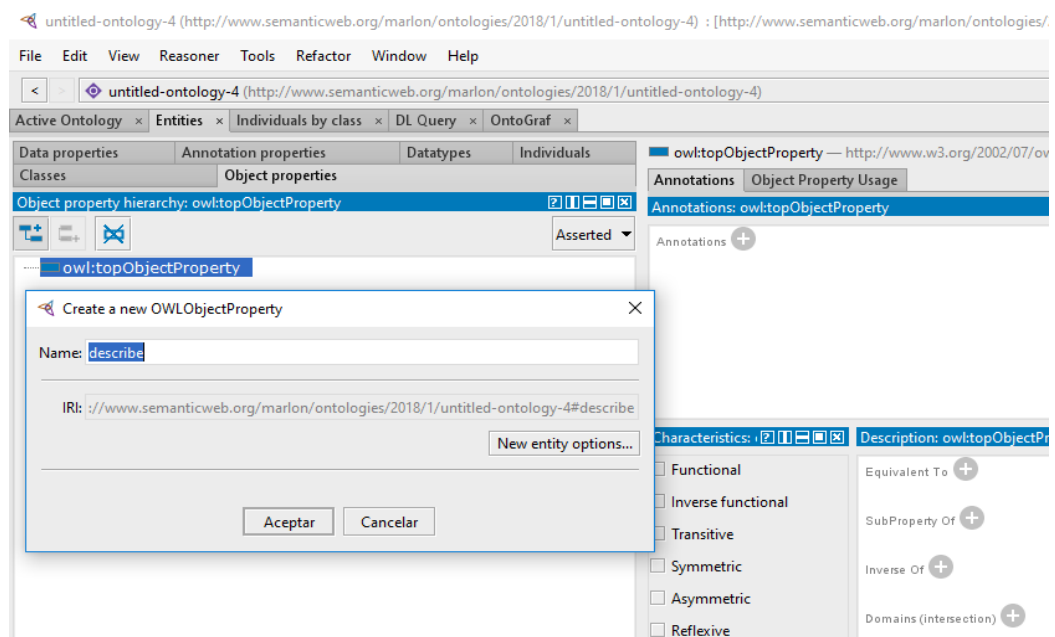 untitled-ontology-4 (http://www.semanticweb.org/marlon/ontologies/2018/1/untitled-ontology-4) : [http://www.semanticweb.org/marlon/ontologies/
File Edit View Reasoner Tools Refactor Window Help
< > untitled-ontology-4 (http://www.semanticweb.org/marlon/ontologies/2018/1/untitled-ontology-4)
Active Ontology × Entities × Individuals by class × DL Query × OntoGraf ×
Data properties Annotation properties Datatypes Individuals
Classes Object properties
Object property hierarchy: owl:topObjectProperty
Asserted
owl:topObjectProperty
Create a new OWLObjectProperty
Name: describe
IRI: ://www.semanticweb.org/marlon/ontologies/2018/1/untitled-ontology-4#describe
New entity options...
Aceptar Cancelar
owl:topObjectProperty — http://www.w3.org/2002/07/ow
Annotations Object Property Usage
Annotations: owl:topObjectProperty
Annotations
Characteristics:
Functional
Inverse functional
Transitive
Symmetric
Asymmetric
Reflexive
Description: owl:topObjectPr
Equivalent To
SubProperty Of
Inverse Of
Domains (intersection)